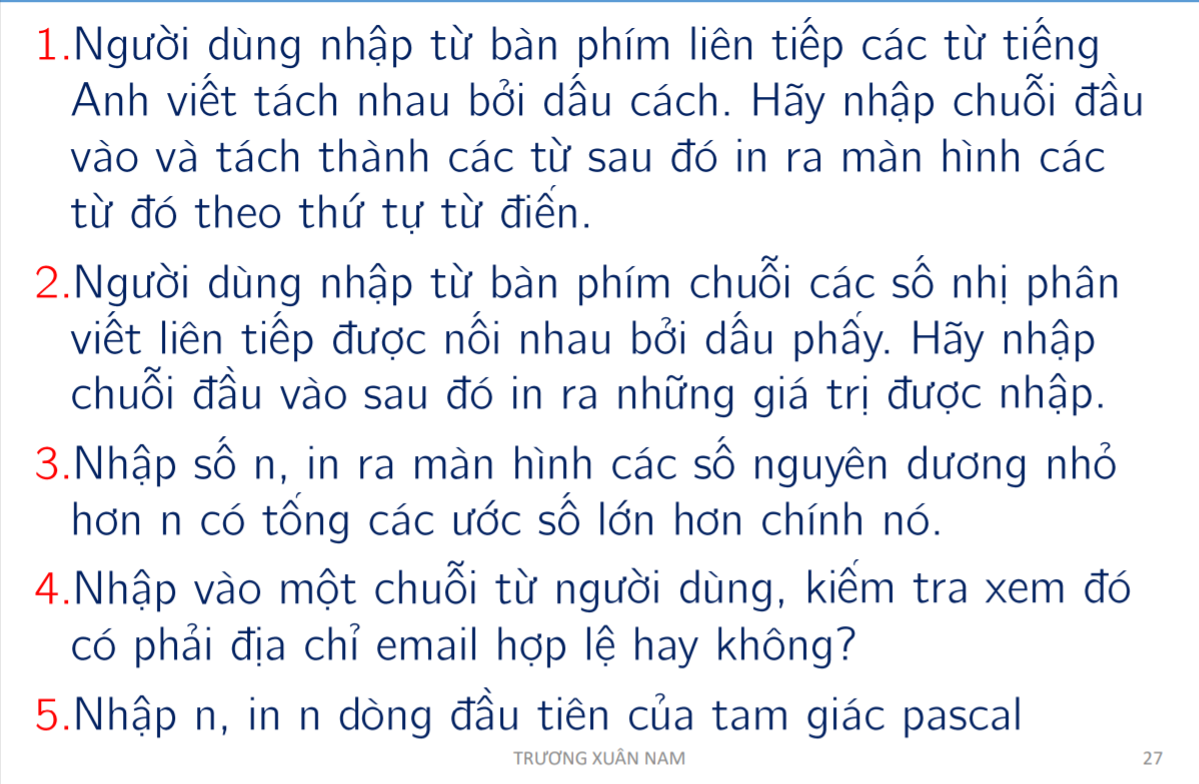 1.Người dùng nhập từ bàn phím liên tiếp các từ tiếng
Anh viết tách nhau bởi dấu cách. Hãy nhập chuỗi đầu
vào và tách thành các từ sau đó in ra màn hình các
từ đó theo thứ tự từ điển.
2.Người dùng nhập từ bàn phím chuỗi các số nhị phân
viết liên tiếp được nối nhau bởi dấu phẩy. Hãy nhập
chuỗi đầu vào sau đó in ra những giá trị được nhập.
3.Nhập số n, in ra màn hình các số nguyên dương nhỏ
hơn n có tổng các ước số lớn hơn chính nó.
4.Nhập vào một chuỗi từ người dùng, kiểm tra xem đó
có phải địa chỉ email hợp lệ hay không?
5.Nhập n, in n dòng đầu tiên của tam giác pascal
TRƯƠNG XUÂN NAM 27